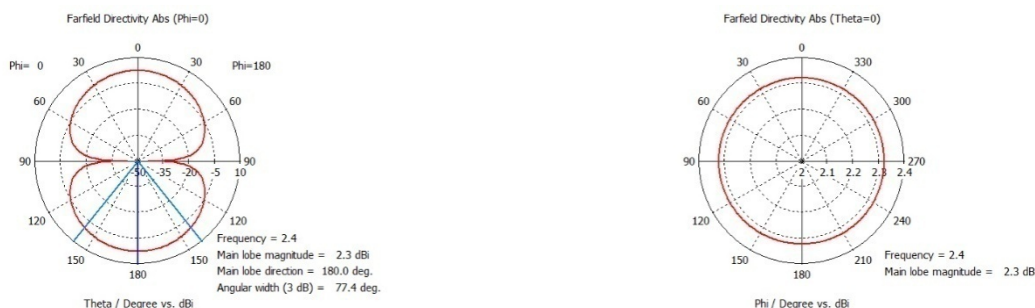 Farfield Directivity Abs (Phi=0)
0
30 30
Phi= 0 Phi=180
60 60
90 -50 -35 -20 -5 10 90
120 120
150 150
180
Frequency = 2.4
Main lobe magnitude = 2.3 dBi
Main lobe direction = 180.0 deg.
Angular width (3 dB) = 77.4 deg.
Theta / Degree vs. dBi
Farfield Directivity Abs (Theta=0)
0
30 330
60 300
90 2 2.1 2.2 2.3 2.4 270
120 240
150 210
180
Frequency = 2.4
Main lobe magnitude = 2.3 dBi
Phi / Degree vs. dBi